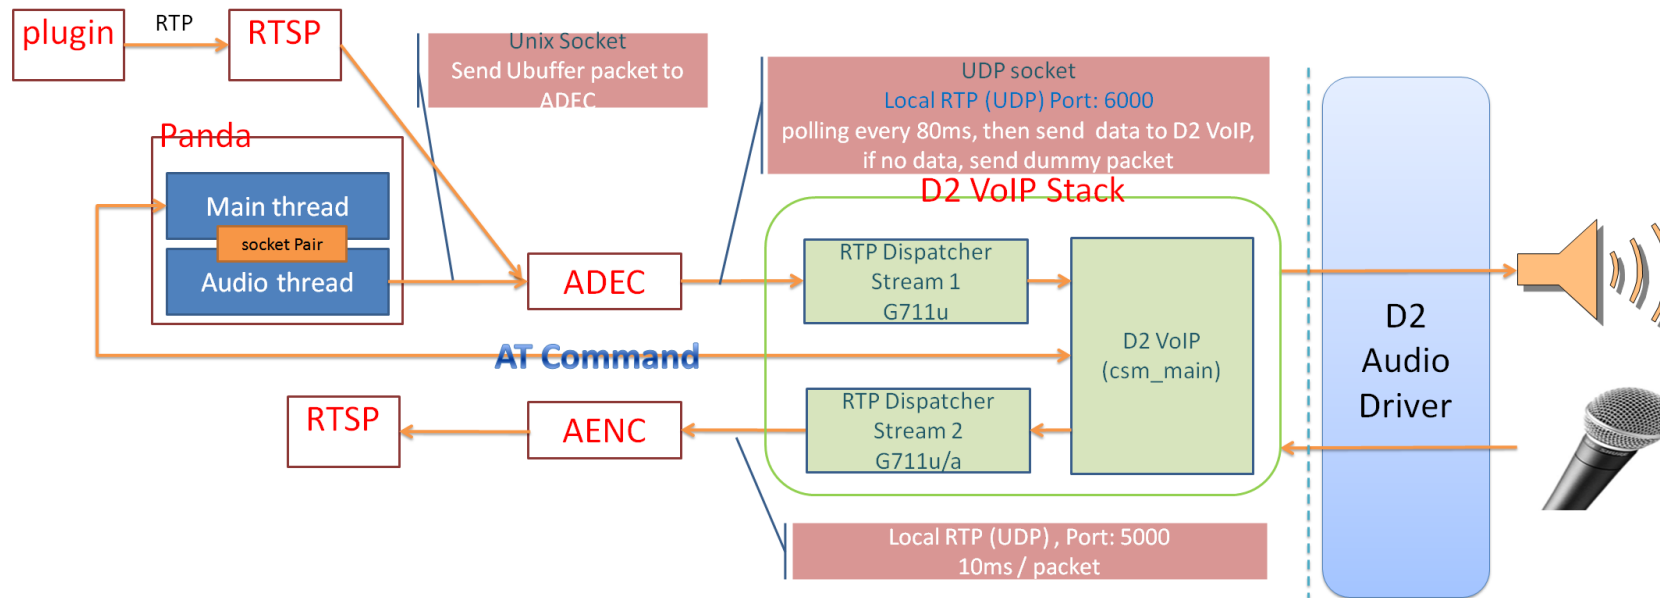 plugin
RTP
RTSP
Unix Socket
Send Ubuffer packet to
ADEC
UDP socket
Local RTP (UDP) Port: 6000
polling every 80ms, then send data to D2 VoIP,
if no data, send dummy packet
Panda
Main thread
socket Pair
Audio thread
ADEC
D2 VoIP Stack
RTP Dispatcher
Stream 1
G711u
D2 VoIP
(csm_main)
AT Command
RTSP
AENC
RTP Dispatcher
Stream 2
G711u/a
D2
Audio
Driver
Local RTP (UDP) , Port: 5000
10ms / packet